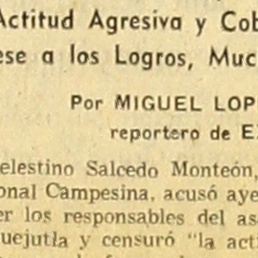 Actitud Agresiva y Cob
ese a los Logros, Muc
Por MIGUEL LOP
reportero de E
elestino Salcedo Monteón,
onal Campesina, acusó aye
er los responsables del as
uejutla y censuró "la acti